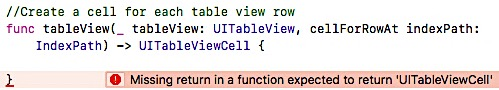 //Create a cell for each table view row
func tableView(_ tableView: UITableView, cellForRowAt indexPath:
IndexPath) -> UITableViewCell {
} Missing return in a function expected to return 'UITableViewCell'